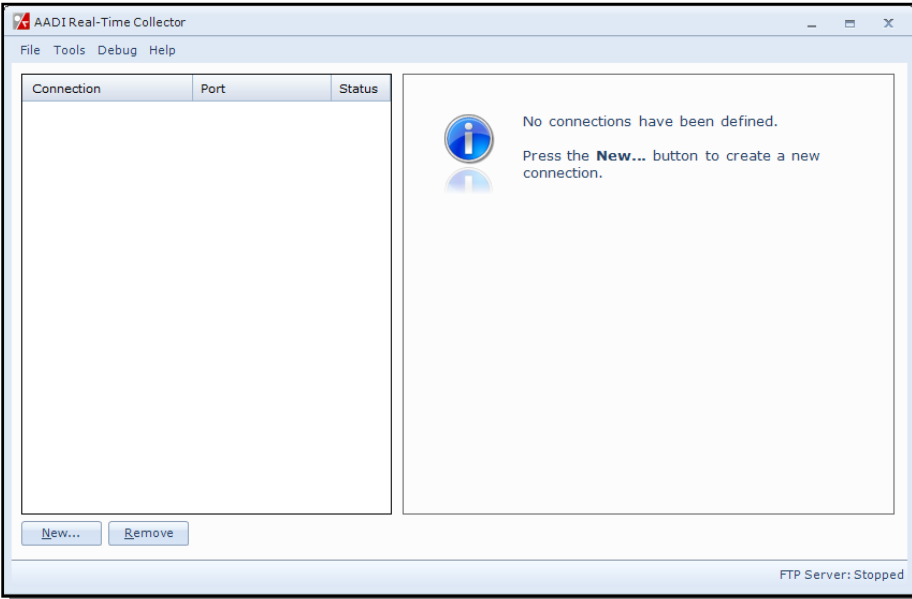 AADI Real-Time Collector
File Tools Debug Help
Connection Port Status
No connections have been defined.
Press the New... button to create a new
connection.
New... Remove
FTP Server: Stopped